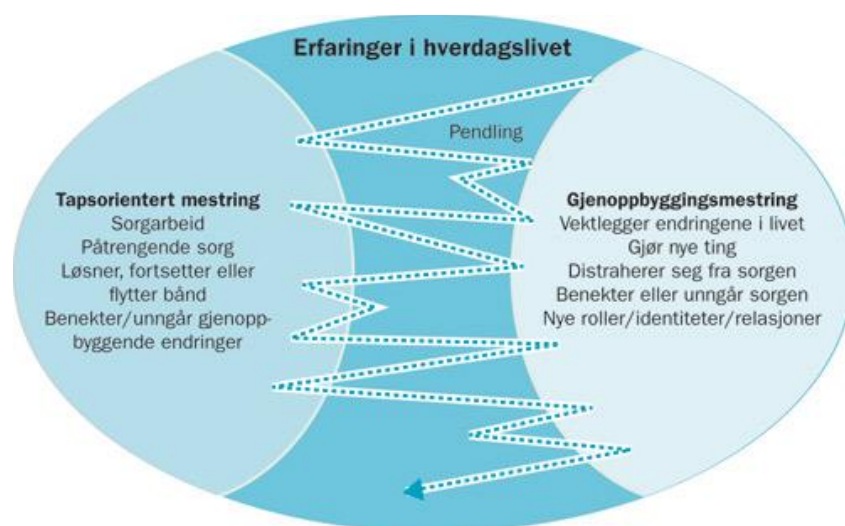 Erfaringer i hverdagslivet
Pendling
Tapsorientert mestring
Sorgarbeid
Påtrengende sorg
Løsner, fortsetter eller
flytter bånd
Benekter/unngår gjenopp-
byggende endringer
Gjenoppbyggingsmestring
Vektlegger endringene i livet
Gjør nye ting
Distraherer seg fra sorgen
Benekter eller unngår sorgen
Nye roller/identiteter/relasjoner